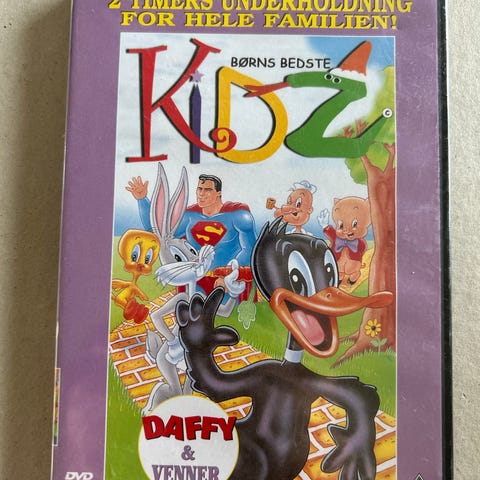 2 TIMERS UNDERHOLDNING
FOR HELE FAMILIEN!
BØRNS BEDSTE
KiDZ
©
S
DAFFY
&
VENNER
DVD